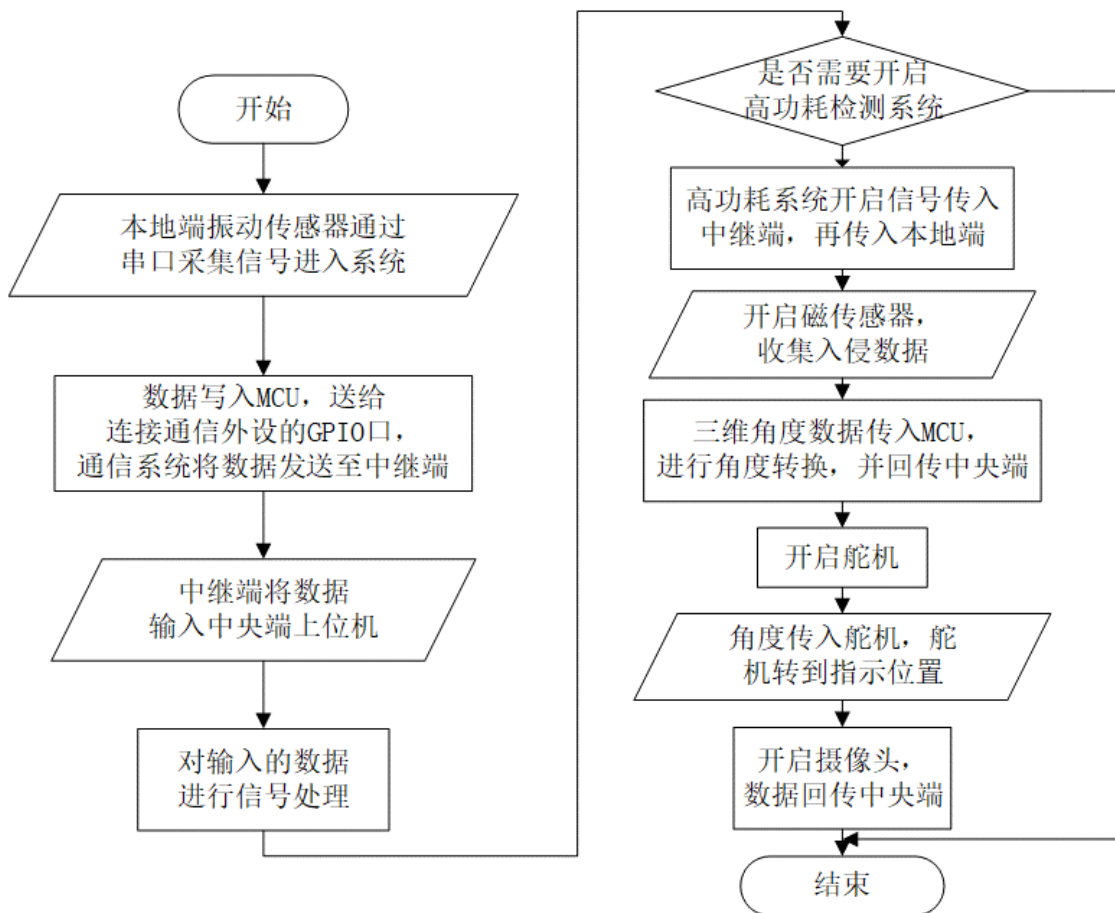 开始
本地端振动传感器通过
串口采集信号进入系统
数据写入MCU，送给
连接通信外设的GPIO口，
通信系统将数据发送至中继端
中继端将数据
输入中央端上位机
对输入的数据
进行信号处理
是否需要开启
高功耗检测系统
高功耗系统开启信号传入
中继端，再传入本地端
开启磁传感器，
收集入侵数据
三维角度数据传入MCU，
进行角度转换，并回传中央端
开启舵机
角度传入舵机，舵
机转到指示位置
开启摄像头，
数据回传中央端
结束